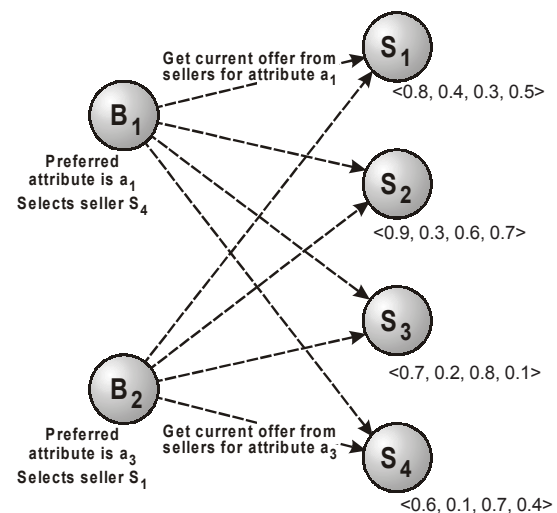 Get current offer from
sellers for attribute a1
S1
<0.8, 0.4, 0.3, 0.5>
B1
Preferred
attribute is a1
Selects seller S4
S2
<0.9, 0.3, 0.6, 0.7>
S3
<0.7, 0.2, 0.8, 0.1>
B2
Preferred
attribute is a3
Selects seller S1
Get current offer from
sellers for attribute a3
S4
<0.6, 0.1, 0.7, 0.4>